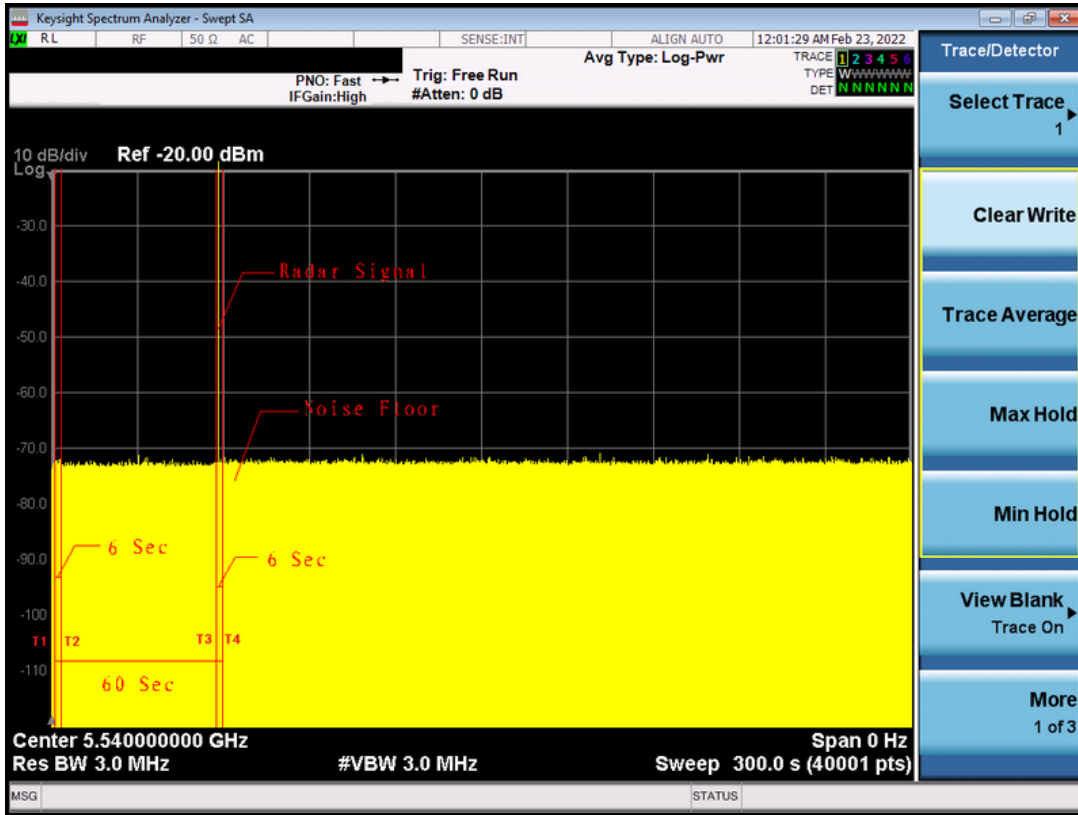 Keysight Spectrum Analyzer - Swept SA
LXI RL RF 50 Ω AC SENSE:INT ALIGN AUTO 12:01:29 AM Feb 23, 2022
PNO: Fast
IFGain:High
Trig: Free Run
#Atten: 0 dB
Avg Type: Log-Pwr
TRACE 1 2 3 4 5 6
TYPE WWWWWWW
DET N N N N N N
10 dB/div Ref -20.00 dBm
Log
-30.0
-40.0
-50.0
-60.0
-70.0
-80.0
-90.0
-100
-110
Radar Signal
Noise Floor
6 Sec
6 Sec
T1 T2 T3 T4
60 Sec
Center 5.540000000 GHz Span 0 Hz
Res BW 3.0 MHz #VBW 3.0 MHz Sweep 300.0 s (40001 pts)
MSG STATUS
Trace/Detector
Select Trace
1
Clear Write
Trace Average
Max Hold
Min Hold
View Blank
Trace On
More
1 of 3